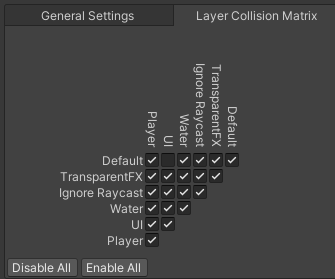 General Settings
Layer Collision Matrix
Player
UI
Water
Ignore Raycast
TransparentFX
Default
Default
TransparentFX
Ignore Raycast
Water
UI
Player
Disable All
Enable All